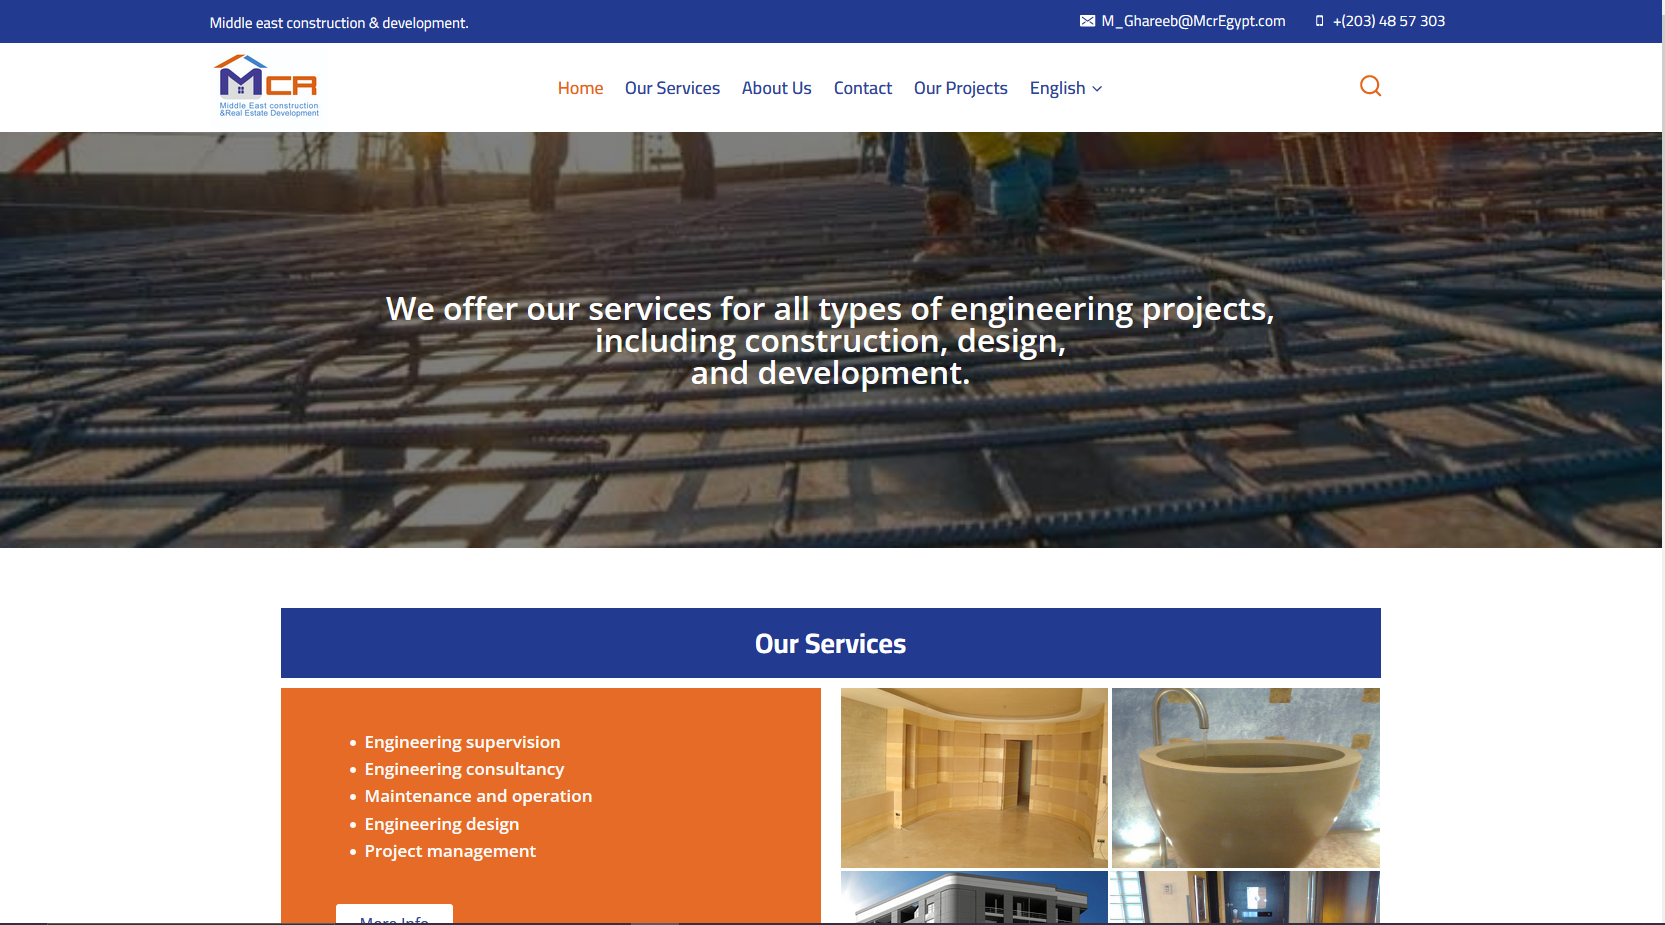 Middle east construction & development.
M_Ghareeb@McrEgypt.com
+(203) 48 57 303
MCR
Middle East construction
&Real Estate Development
Home
Our Services
About Us
Contact
Our Projects
English
We offer our services for all types of engineering projects,
including construction, design,
and development.
Our Services
Engineering supervision
Engineering consultancy
Maintenance and operation
Engineering design
Project management
More Info